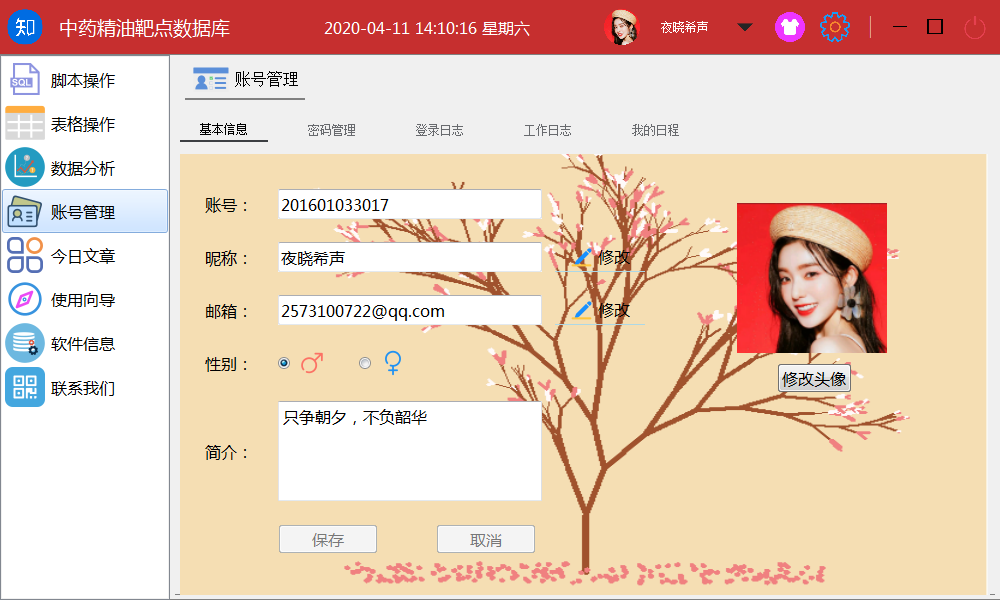 知 中药精油靶点数据库 2020-04-11 14:10:16 星期六 夜晓希声
SQL 脚本操作
表格操作
数据分析
账号管理
今日文章
使用向导
软件信息
联系我们
账号管理
基本信息 密码管理 登录日志 工作日志 我的日程
账号： 201601033017
昵称： 夜晓希声 修改
邮箱： 2573100722@qq.com 修改
性别：
修改头像
简介： 只争朝夕，不负韶华
保存 取消